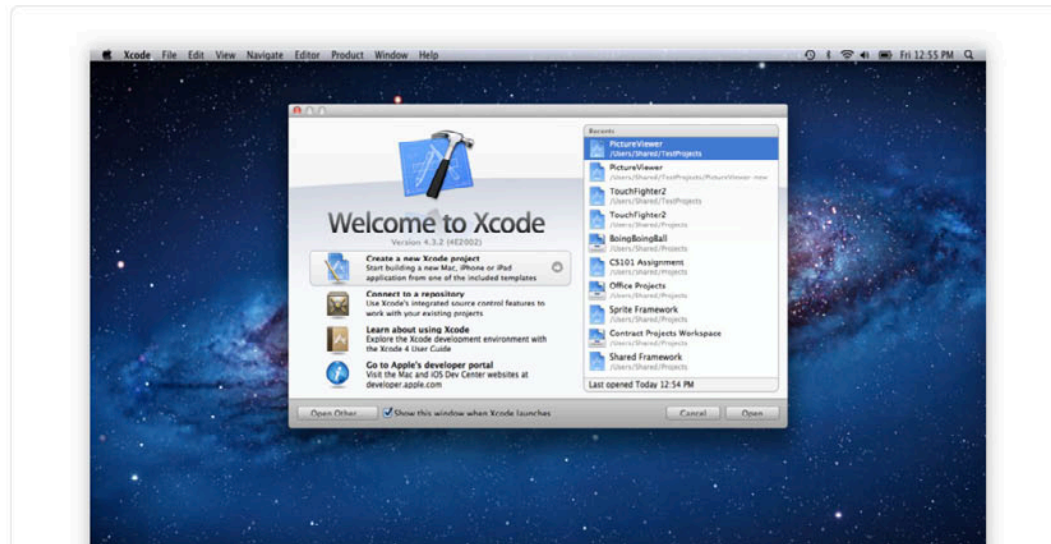 Xcode File Edit View Navigate Editor Product Window Help Fri 12:55 PM
Welcome to Xcode
Version 4.3.2 (4E2002)
Create a new Xcode project
Start building a new Mac, iPhone or iPad
application from one of the included templates
Connect to a repository
Use Xcode's integrated source control features to
work with your existing projects
Learn about using Xcode
Explore the Xcode development environment with
the Xcode 4 User Guide
Go to Apple's developer portal
Visit the Mac and iOS Dev Center websites at
developer.apple.com
Recents
PictureViewer
/Users/Shared/TestProjects
PictureViewer
/Users/Shared/TestProjects/PictureViewer-new
TouchFighter2
/Users/Shared/TestProjects
TouchFighter2
/Users/Shared/Projects
BoingBoingBall
/Users/Shared/Projects
CS101 Assignment
/Users/Shared/Projects
Office Projects
/Users/Shared/Projects
Sprite Framework
/Users/Shared/Projects
Contract Projects Workspace
/Users/Shared/Projects
Shared Framework
/Users/Shared/Projects
Last opened Today 12:54 PM
Open Other... Show this window when Xcode launches Cancel Open